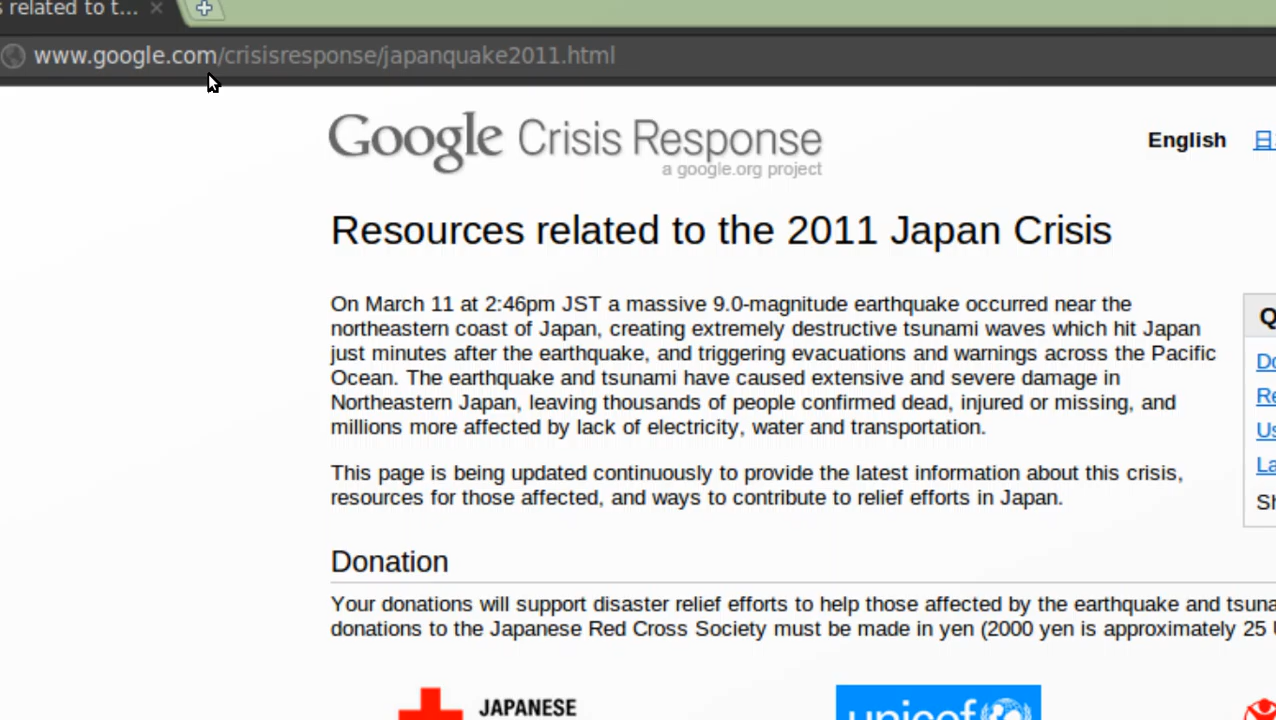 s related to t...
www.google.com/crisisresponse/japanquake2011.html
Google Crisis Response
a google.org project
English 日
Resources related to the 2011 Japan Crisis
On March 11 at 2:46pm JST a massive 9.0-magnitude earthquake occurred near the
northeastern coast of Japan, creating extremely destructive tsunami waves which hit Japan
just minutes after the earthquake, and triggering evacuations and warnings across the Pacific
Ocean. The earthquake and tsunami have caused extensive and severe damage in
Northeastern Japan, leaving thousands of people confirmed dead, injured or missing, and
millions more affected by lack of electricity, water and transportation.
This page is being updated continuously to provide the latest information about this crisis,
resources for those affected, and ways to contribute to relief efforts in Japan.
Q
Do
Re
Us
La
Sh
Donation
Your donations will support disaster relief efforts to help those affected by the earthquake and tsuna
donations to the Japanese Red Cross Society must be made in yen (2000 yen is approximately 25 U
JAPANESE
unicef